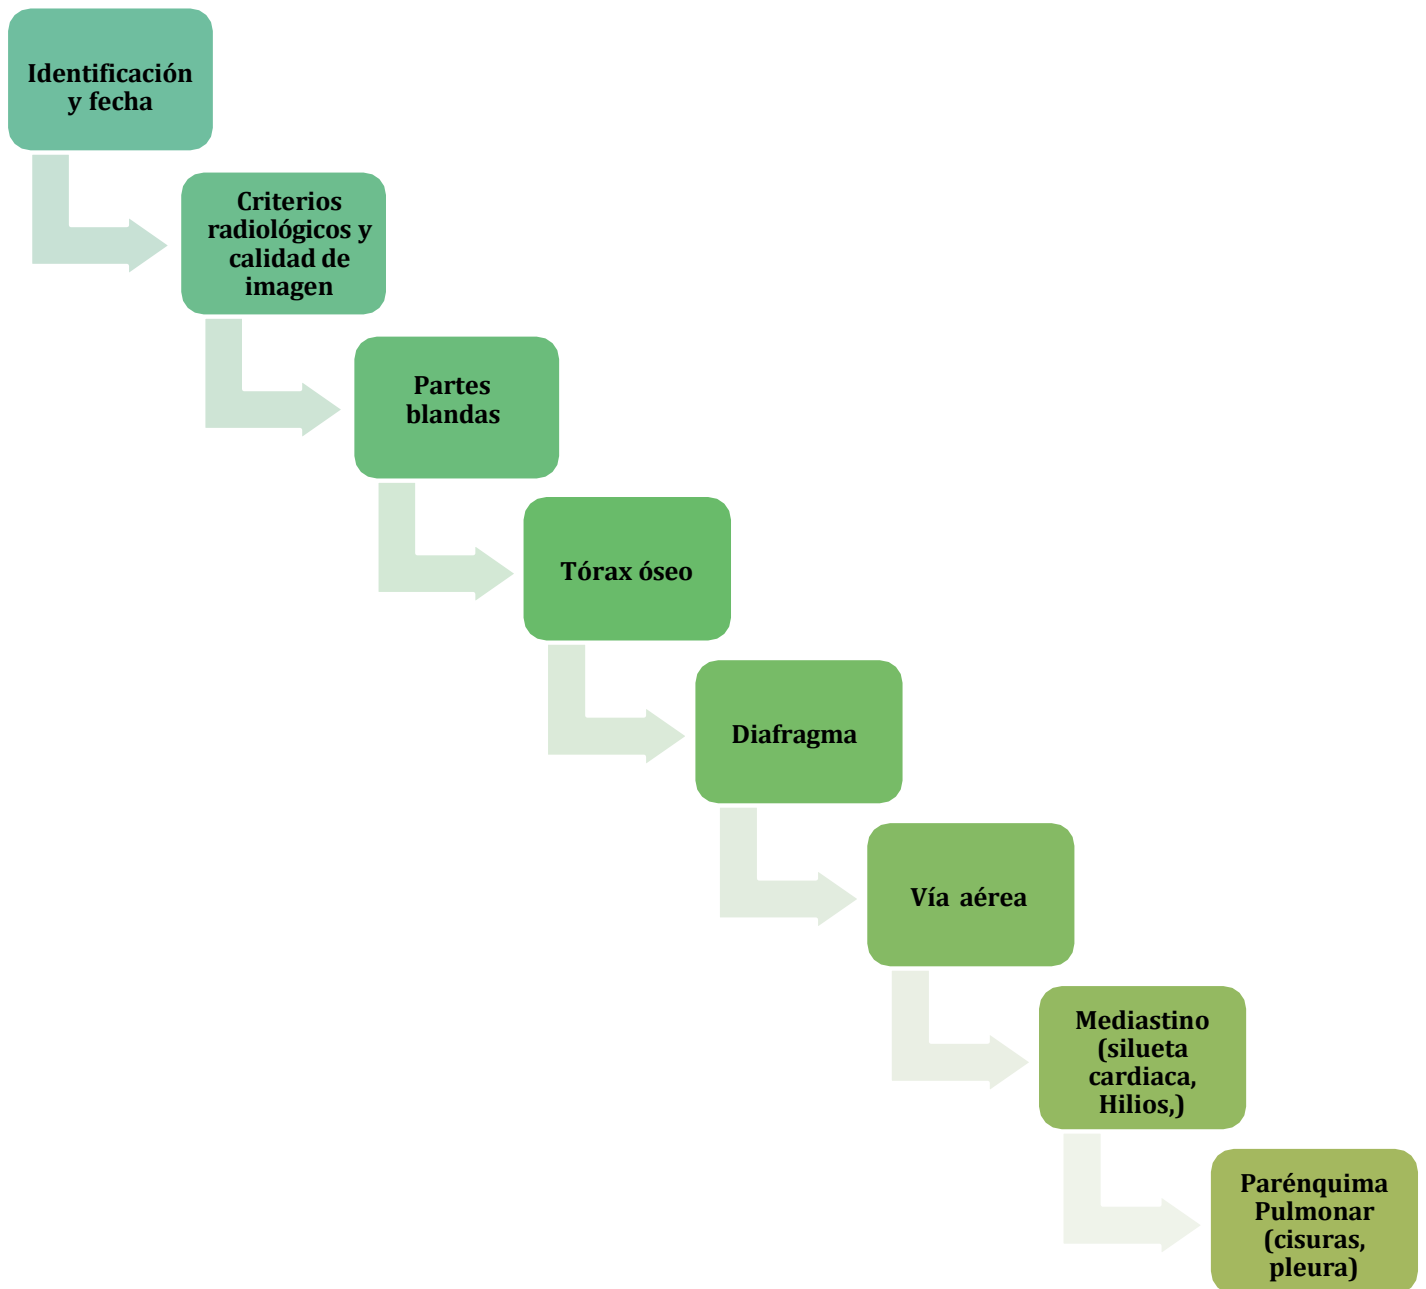 Identificación
y fecha
Criterios
radiológicos y
calidad de
imagen
Partes
blandas
Tórax óseo
Diafragma
Vía aérea
Mediastino
(silueta
cardiaca,
Hilios,)
Parénquima
Pulmonar
(cisuras,
pleura)